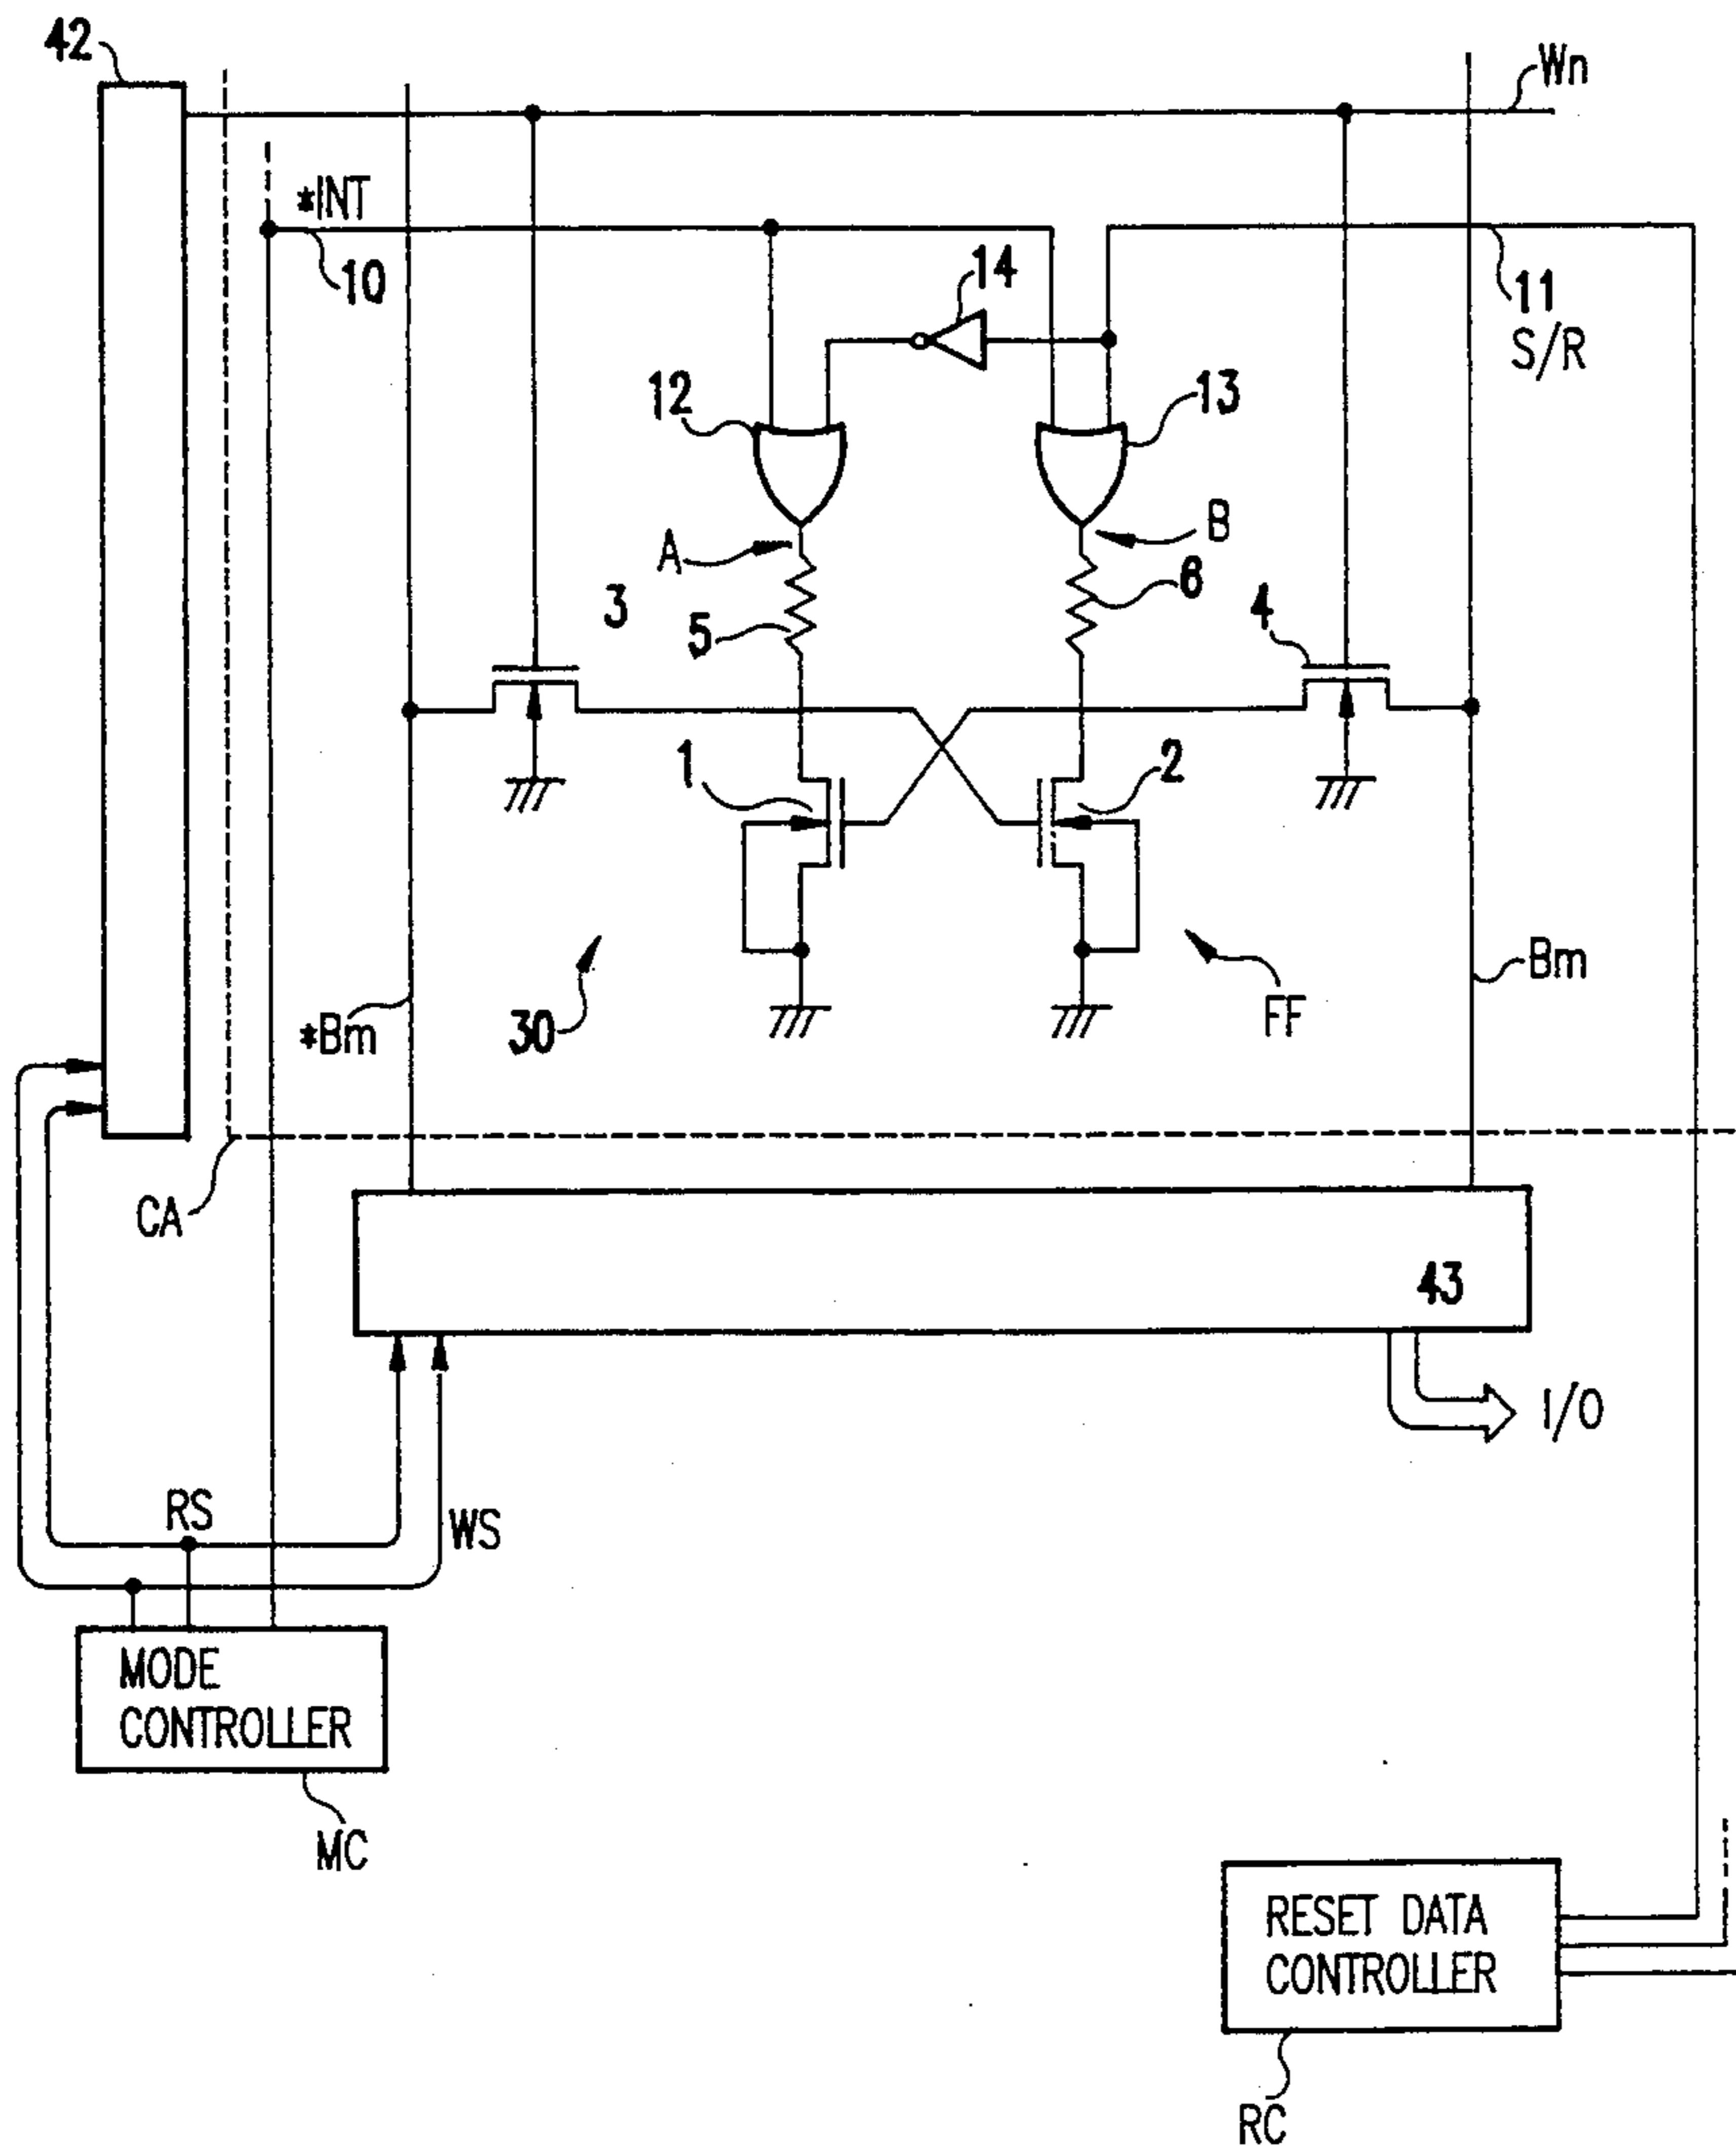 42
Wn
*INT
10
14
11
S/R
12
13
A
B
3
5
6
4
1
2
30
*Bm
Bm
FF
CA
43
I/O
RS
WS
MODE
CONTROLLER
MC
RESET DATA
CONTROLLER
RC